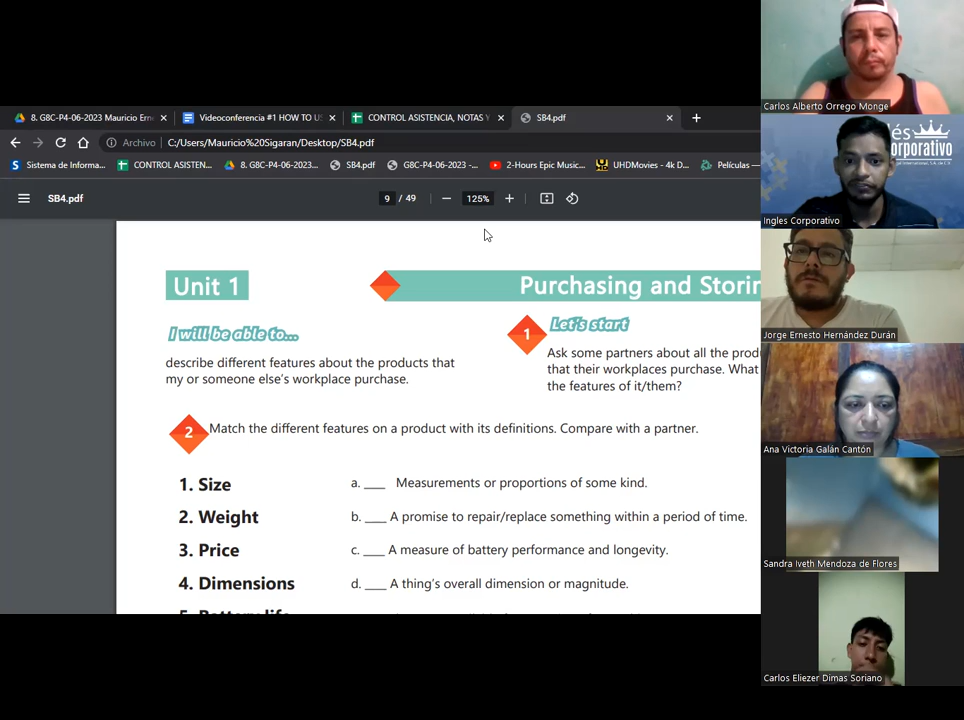 8. G8C-P4-06-2023 Mauricio Ern
Videoconferencia #1 HOW TO U
CONTROL ASISTENCIA, NOTAS Y
SB4.pdf
Archivo
C:/Users/Mauricio%20Sigaran/Desktop/SB4.pdf
Sistema de Informa...
CONTROL ASISTEN...
8. G8C-P4-06-2023...
SB4.pdf
G8C-P4-06-2023 -...
2-Hours Epic Music...
UHDMovies - 4k D...
Películas
SB4.pdf
9 / 49
125%
Unit 1
Purchasing and Storin
I will be able to...
describe different features about the products that
my or someone else's workplace purchase.
1
Let's start
Ask some partners about all the prod
that their workplaces purchase. What
the features of it/them?
2
Match the different features on a product with its definitions. Compare with a partner.
1. Size
a. ___ Measurements or proportions of some kind.
2. Weight
b. ___ A promise to repair/replace something within a period of time.
3. Price
c. ___ A measure of battery performance and longevity.
4. Dimensions
d. ___ A thing's overall dimension or magnitude.
Carlos Alberto Orrego Monge
és
rporativo
Ingles Corporativo
Jorge Ernesto Hernández Durán
Ana Victoria Galán Cantón
Sandra Iveth Mendoza de Flores
Carlos Eliezer Dimas Soriano